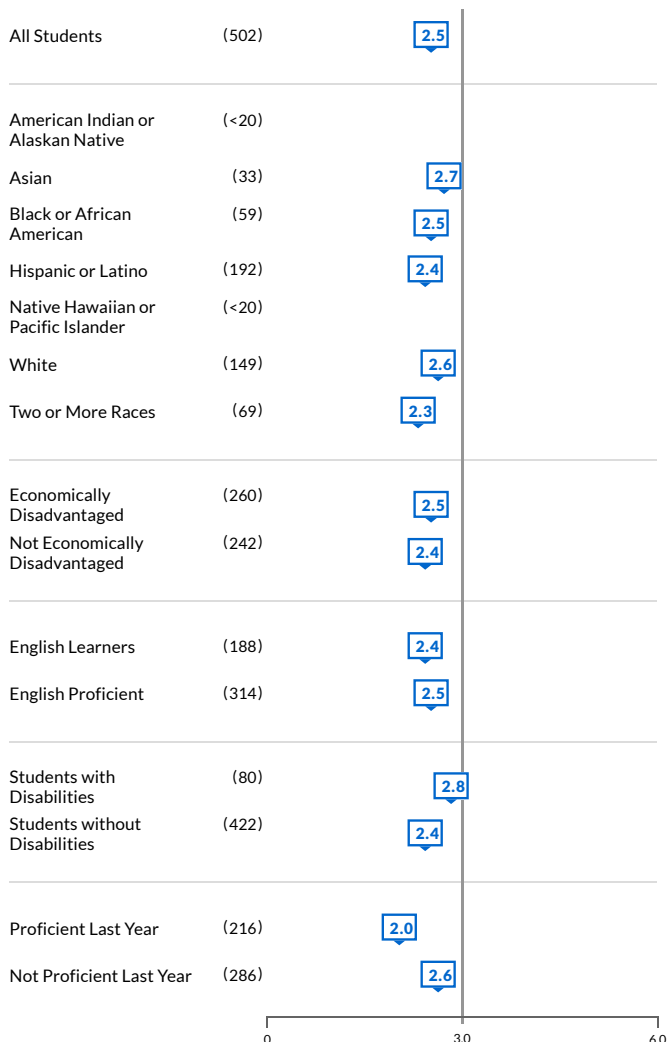 All Students (502) 2.5
American Indian or (<20)
Alaskan Native
Asian (33) 2.7
Black or African (59) 2.5
American
Hispanic or Latino (192) 2.4
Native Hawaiian or (<20)
Pacific Islander
White (149) 2.6
Two or More Races (69) 2.3
Economically (260) 2.5
Disadvantaged
Not Economically (242) 2.4
Disadvantaged
English Learners (188) 2.4
English Proficient (314) 2.5
Students with (80) 2.8
Disabilities
Students without (422) 2.4
Disabilities
Proficient Last Year (216) 2.0
Not Proficient Last Year (286) 2.6
0 3.0 6.0